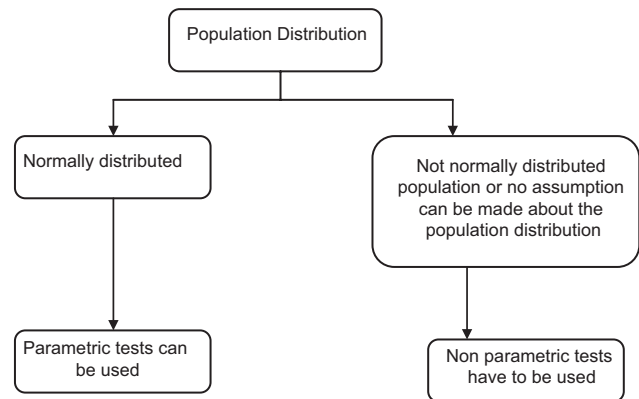 Population Distribution
Normally distributed
Not normally distributed
population or no assumption
can be made about the
population distribution
Parametric tests can
be used
Non parametric tests
have to be used